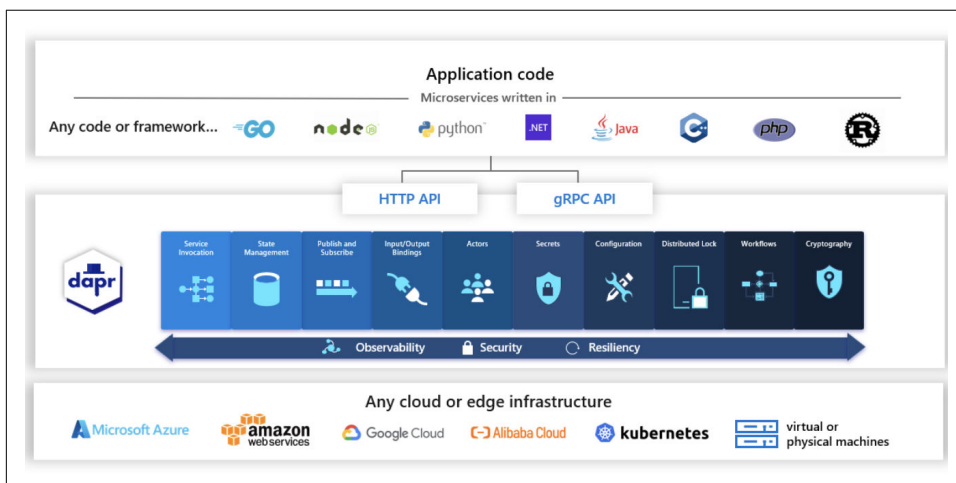 Application code
Microservices written in
Any code or framework...
GO
node
JS
python
.NET
Java
C++
php
R
HTTP API
gRPC API
dapr
Service
Invocation
State
Management
Publish and
Subscribe
Input/Output
Bindings
Actors
Secrets
Configuration
Distributed Lock
Workflows
Cryptography
Observability
Security
Resiliency
Any cloud or edge infrastructure
Microsoft Azure
amazon
webservices
Google Cloud
Alibaba Cloud
kubernetes
virtual or
physical machines